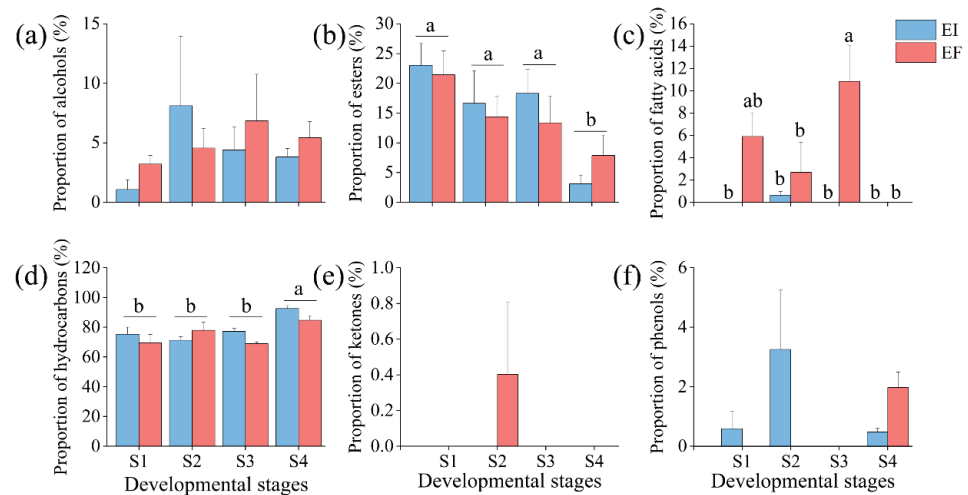 (a)
Proportion of alcohols (%)
15
10
5
0
(b)
Proportion of esters (%)
30
25
20
15
10
5
0
a
a
a
b
(c)
Proportion of fatty acids (%)
16
14
12
10
8
6
4
2
0
b
ab
b
b
b
a
b
b
EI
EF
(d)
Proportion of hydrocarbons (%)
120
100
80
60
40
20
0
b
b
b
a
S1
S2
S3
S4
Developmental stages
(e)
Proportion of ketones (%)
1.0
0.8
0.6
0.4
0.2
0.0
S1
S2
S3
S4
Developmental stages
(f)
Proportion of phenols (%)
6
4
2
0
S1
S2
S3
S4
Developmental stages